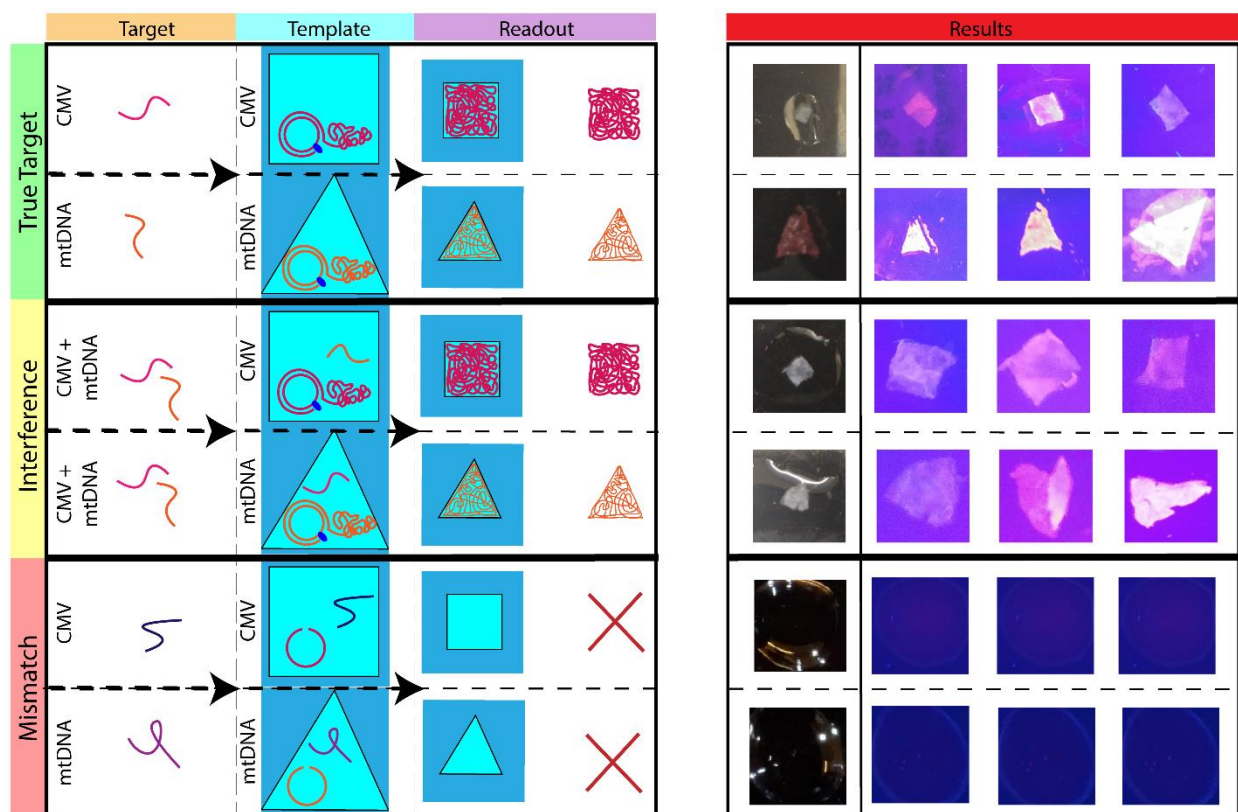 Target
Template
Readout
Results
True Target
CMV
CMV
mtDNA
mtDNA
Interference
CMV +
mtDNA
CMV
CMV +
mtDNA
mtDNA
Mismatch
CMV
CMV
mtDNA
mtDNA